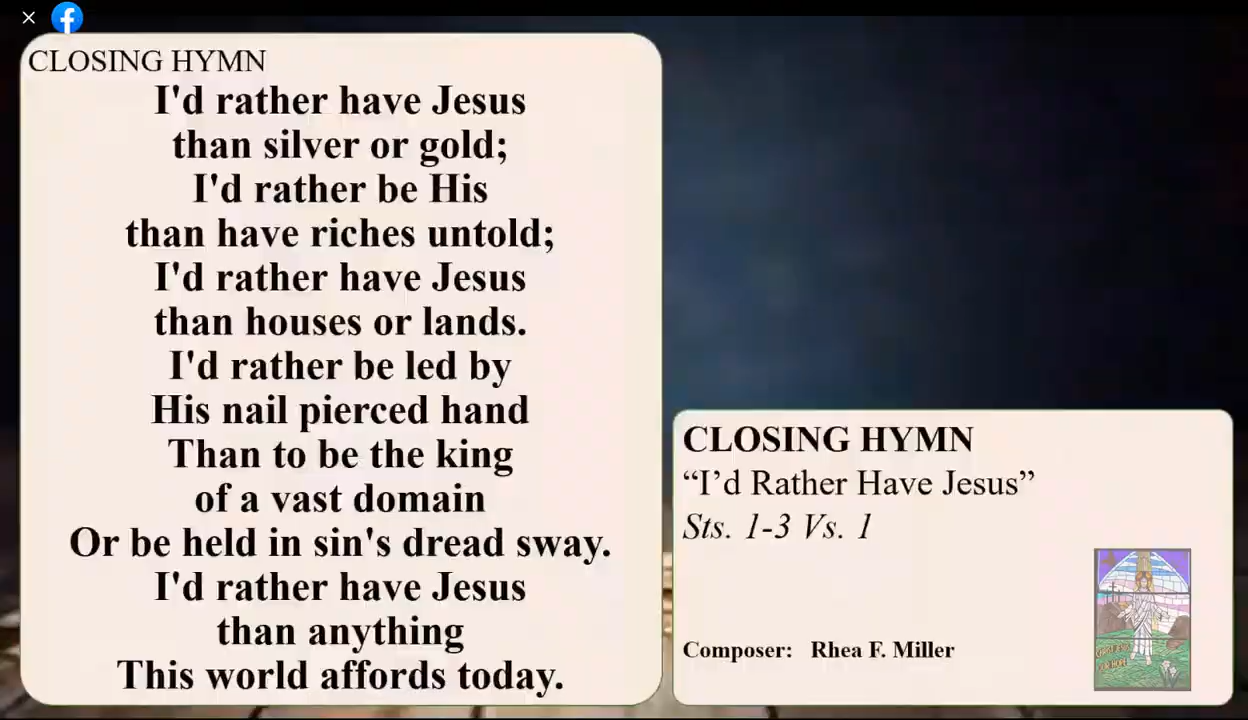 CLOSING HYMN
I'd rather have Jesus
than silver or gold;
I'd rather be His
than have riches untold;
I'd rather have Jesus
than houses or lands.
I'd rather be led by
His nail pierced hand
Than to be the king
of a vast domain
Or be held in sin's dread sway.
I'd rather have Jesus
than anything
This world affords today.
CLOSING HYMN
“I’d Rather Have Jesus”
Sts. 1-3 Vs. 1
Composer: Rhea F. Miller